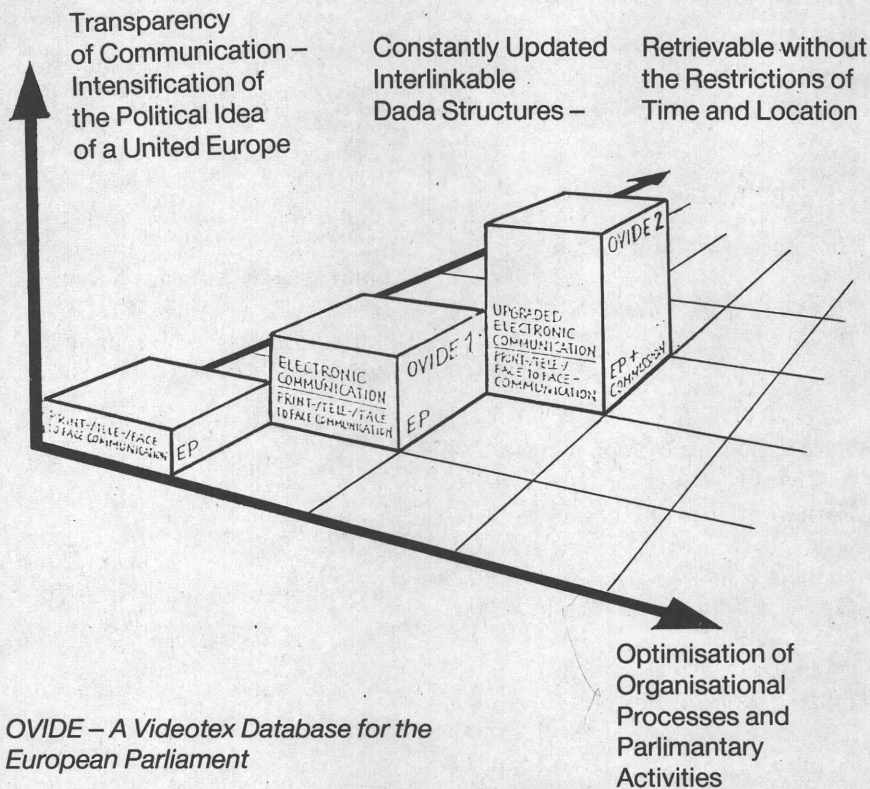 Transparency
of Communication –
Intensification of
the Political Idea
of a United Europe
Constantly Updated
Interlinkable
Dada Structures –
Retrievable without
the Restrictions of
Time and Location
OVIDE 2
UPGRADED
ELECTRONIC
COMMUNICATION
PRINT-/TELE-/
FACE TO FACE-
COMMUNICATION
EP +
COMMISSION
OVIDE 1
ELECTRONIC
COMMUNICATION
PRINT-/TELE-/FACE
TO FACE COMMUNICATION
EP
PRINT-/TELE-/FACE
TO FACE COMMUNICATION
EP
Optimisation of
Organisational
Processes and
Parlimantary
Activities
OVIDE – A Videotex Database for the
European Parliament